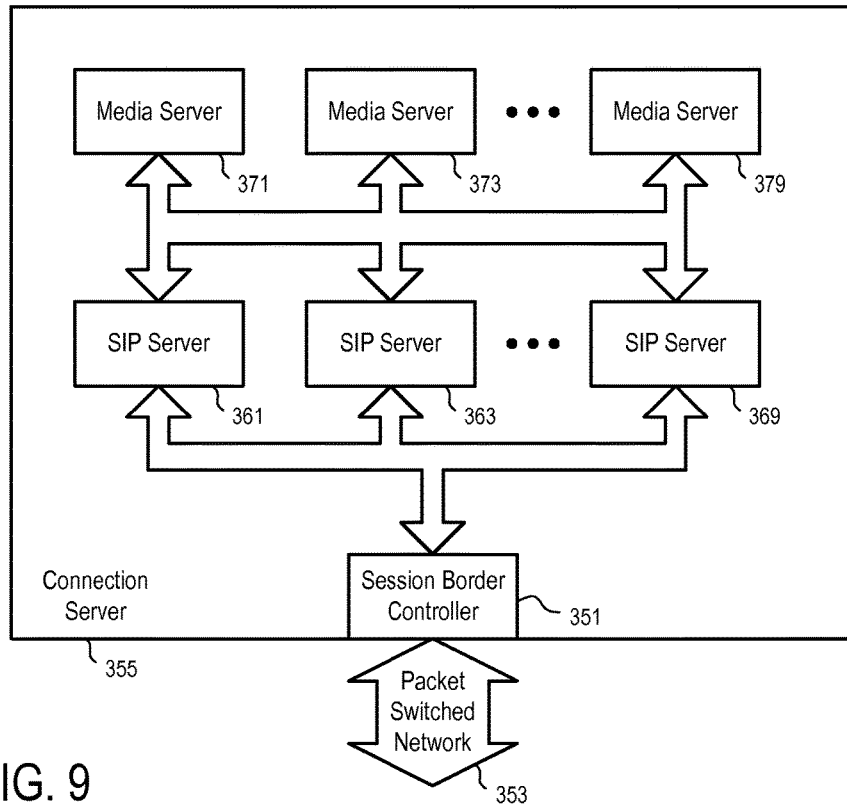 Media Server
Media Server
Media Server
371
373
379
SIP Server
SIP Server
SIP Server
361
363
369
Connection
Server
Session Border
Controller
351
355
Packet
Switched
Network
353
IG. 9